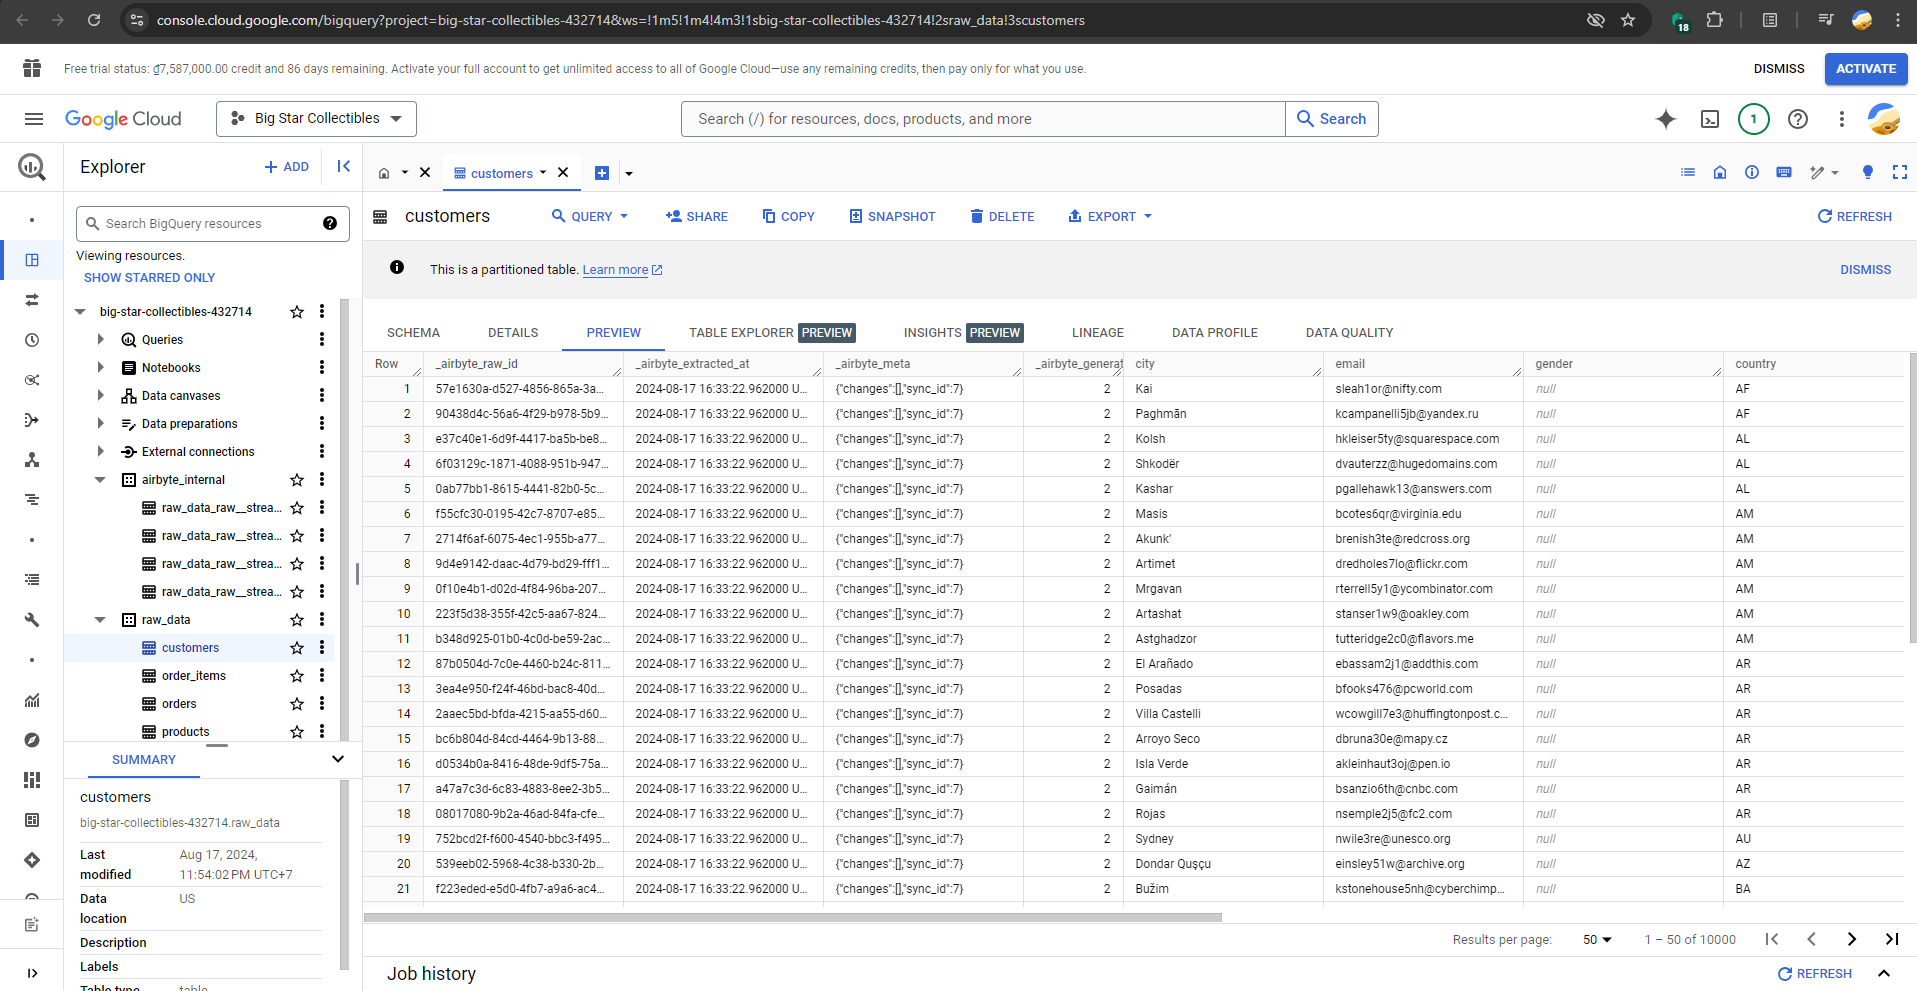 console.cloud.google.com/bigquery?project=big-star-collectibles-432714&ws=!1m5!1m4!4m3!1sbig-star-collectibles-432714!2sraw_data!3scustomers
18
Free trial status: ₫7,587,000.00 credit and 86 days remaining. Activate your full account to get unlimited access to all of Google Cloud—use any remaining credits, then pay only for what you use.
DISMISS
ACTIVATE
Google Cloud
Big Star Collectibles
Search (/) for resources, docs, products, and more
Search
1
Explorer
ADD
customers
Search BigQuery resources
Viewing resources.
SHOW STARRED ONLY
big-star-collectibles-432714
Queries
Notebooks
Data canvases
Data preparations
External connections
airbyte_internal
raw_data_raw__strea...
raw_data_raw__strea...
raw_data_raw__strea...
raw_data_raw__strea...
raw_data
customers
order_items
orders
products
SUMMARY
customers
big-star-collectibles-432714.raw_data
Last modified Aug 17, 2024, 11:54:02 PM UTC+7
Data location US
Description
Labels
Table type table
customers QUERY SHARE COPY SNAPSHOT DELETE EXPORT REFRESH
This is a partitioned table. Learn more DISMISS
SCHEMA DETAILS PREVIEW TABLE EXPLORER PREVIEW INSIGHTS PREVIEW LINEAGE DATA PROFILE DATA QUALITY
Row _airbyte_raw_id _airbyte_extracted_at _airbyte_meta _airbyte_generat city email gender country
1 57e1630a-d527-4856-865a-3a... 2024-08-17 16:33:22.962000 U... {"changes":[],"sync_id":7} 2 Kai sleah1or@nifty.com null AF
2 90438d4c-56a6-4f29-b978-5b9... 2024-08-17 16:33:22.962000 U... {"changes":[],"sync_id":7} 2 Paghmān kcampanelli5jb@yandex.ru null AF
3 e37c40e1-6d9f-4417-ba5b-be8... 2024-08-17 16:33:22.962000 U... {"changes":[],"sync_id":7} 2 Kolsh hkleiser5ty@squarespace.com null AL
4 6f03129c-1871-4088-951b-947... 2024-08-17 16:33:22.962000 U... {"changes":[],"sync_id":7} 2 Shkodër dvauterzz@hugedomains.com null AL
5 0ab77bb1-8615-4441-82b0-5c... 2024-08-17 16:33:22.962000 U... {"changes":[],"sync_id":7} 2 Kashar pgallehawk13@answers.com null AL
6 f55cfc30-0195-42c7-8707-e85... 2024-08-17 16:33:22.962000 U... {"changes":[],"sync_id":7} 2 Masis bcotes6qr@virginia.edu null AM
7 2714f6af-6075-4ec1-955b-a77... 2024-08-17 16:33:22.962000 U... {"changes":[],"sync_id":7} 2 Akunk' brenish3te@redcross.org null AM
8 9d4e9142-daac-4d79-bd29-fff1... 2024-08-17 16:33:22.962000 U... {"changes":[],"sync_id":7} 2 Artimet dredholes7lo@flickr.com null AM
9 0f10e4b1-d02d-4f84-96ba-207... 2024-08-17 16:33:22.962000 U... {"changes":[],"sync_id":7} 2 Mrgavan rterrell5y1@ycombinator.com null AM
10 223f5d38-355f-42c5-aa67-824... 2024-08-17 16:33:22.962000 U... {"changes":[],"sync_id":7} 2 Artashat stanser1w9@oakley.com null AM
11 b348d925-01b0-4c0d-be59-2ac... 2024-08-17 16:33:22.962000 U... {"changes":[],"sync_id":7} 2 Astghadzor tutteridge2c0@flavors.me null AM
12 87b0504d-7c0e-4460-b24c-811... 2024-08-17 16:33:22.962000 U... {"changes":[],"sync_id":7} 2 El Arañado ebassam2j1@addthis.com null AR
13 3ea4e950-f24f-46bd-bac8-40d... 2024-08-17 16:33:22.962000 U... {"changes":[],"sync_id":7} 2 Posadas bfooks476@pcworld.com null AR
14 2aaec5bd-bfda-4215-aa55-d60... 2024-08-17 16:33:22.962000 U... {"changes":[],"sync_id":7} 2 Villa Castelli wcowgill7e3@huffingtonpost.c... null AR
15 bc6b804d-84cd-4464-9b13-88... 2024-08-17 16:33:22.962000 U... {"changes":[],"sync_id":7} 2 Arroyo Seco dbruna30e@mapy.cz null AR
16 d0534b0a-8416-48de-9df5-75a... 2024-08-17 16:33:22.962000 U... {"changes":[],"sync_id":7} 2 Isla Verde akleinhaut3oj@pen.io null AR
17 a47a7c3d-6c83-4883-8ee2-3b5... 2024-08-17 16:33:22.962000 U... {"changes":[],"sync_id":7} 2 Gaimán bsanzio6th@cnbc.com null AR
18 08017080-9b2a-46ad-84fa-cfe... 2024-08-17 16:33:22.962000 U... {"changes":[],"sync_id":7} 2 Rojas nsemple2j5@fc2.com null AR
19 752bcd2f-f600-4540-bbc3-f495... 2024-08-17 16:33:22.962000 U... {"changes":[],"sync_id":7} 2 Sydney nwile3re@unesco.org null AU
20 539eeb02-5968-4c38-b330-2b... 2024-08-17 16:33:22.962000 U... {"changes":[],"sync_id":7} 2 Dondar Quşçu einsley51w@archive.org null AZ
21 f223eded-e5d0-4fb7-a9a6-ac4... 2024-08-17 16:33:22.962000 U... {"changes":[],"sync_id":7} 2 Bužim kstonehouse5nh@cyberchimp... null BA
Results per page: 50 1 – 50 of 10000
Job history REFRESH